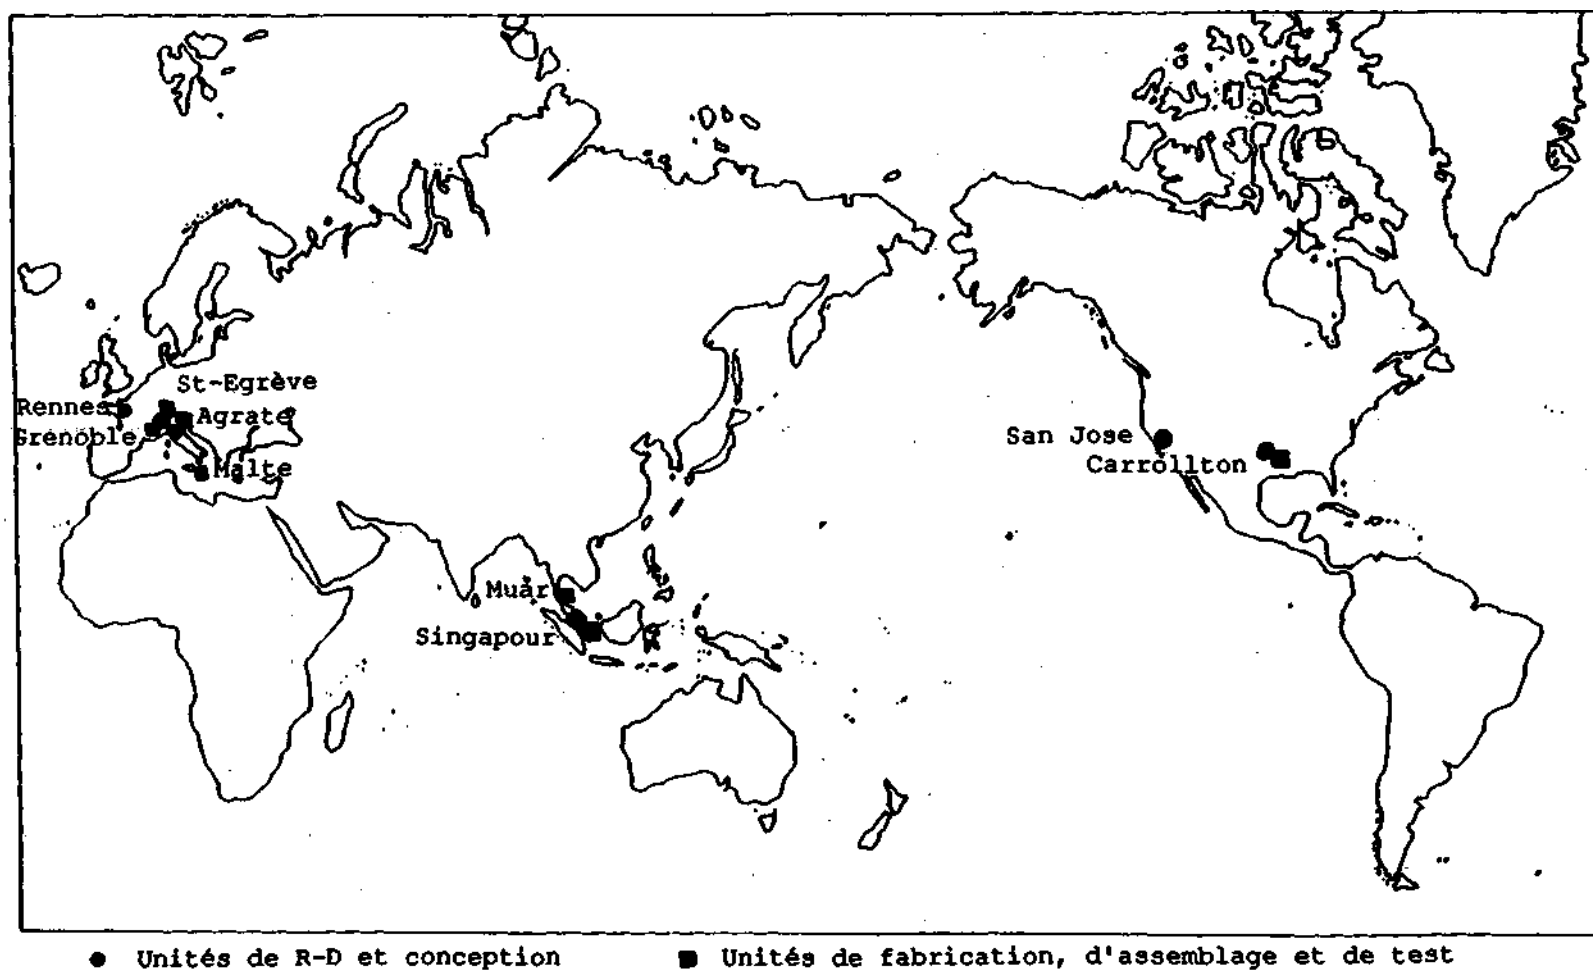 St-Egrève
Rennes
Agrate
Grenoble
Malte
San Jose
Carrollton
Muar
Singapour
● Unités de R-D et conception ■ Unités de fabrication, d'assemblage et de test